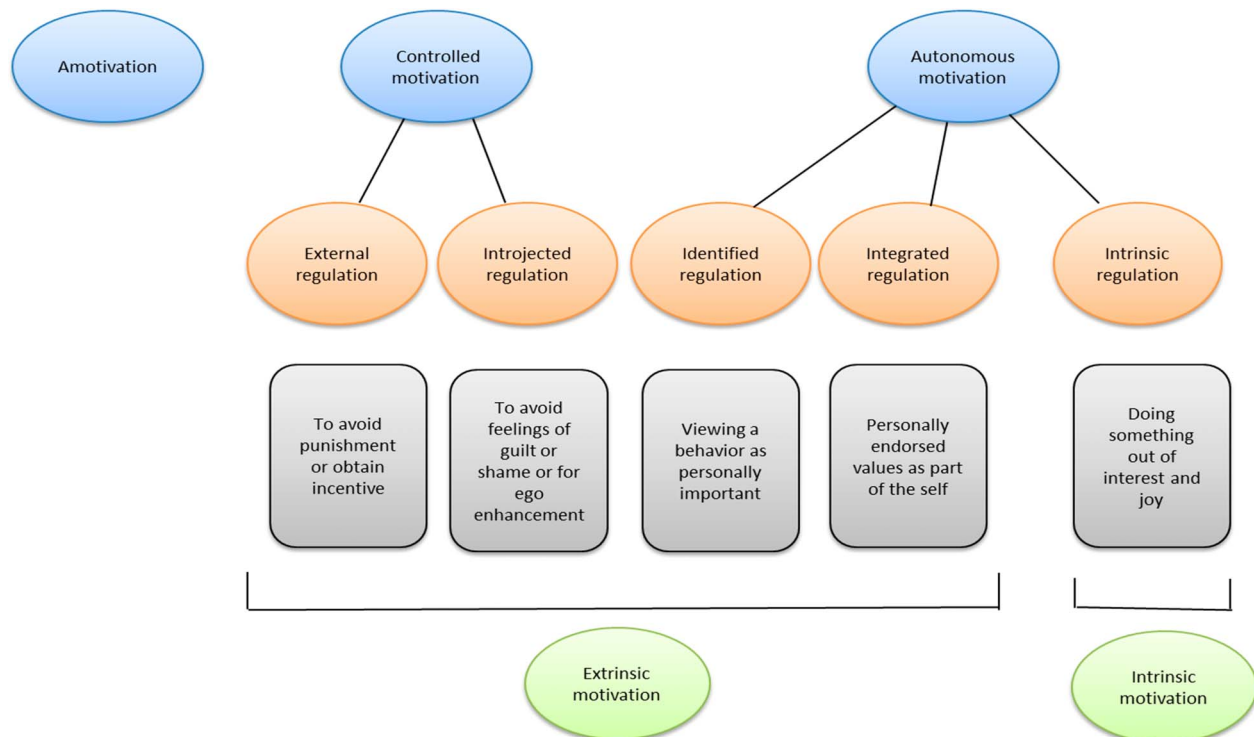 Amotivation
Controlled
motivation
Autonomous
motivation
External
regulation
Introjected
regulation
Identified
regulation
Integrated
regulation
Intrinsic
regulation
To avoid
punishment
or obtain
incentive
To avoid
feelings of
guilt or
shame or for
ego
enhancement
Viewing a
behavior as
personally
important
Personally
endorsed
values as part
of the self
Doing
something
out of
interest and
joy
Extrinsic
motivation
Intrinsic
motivation